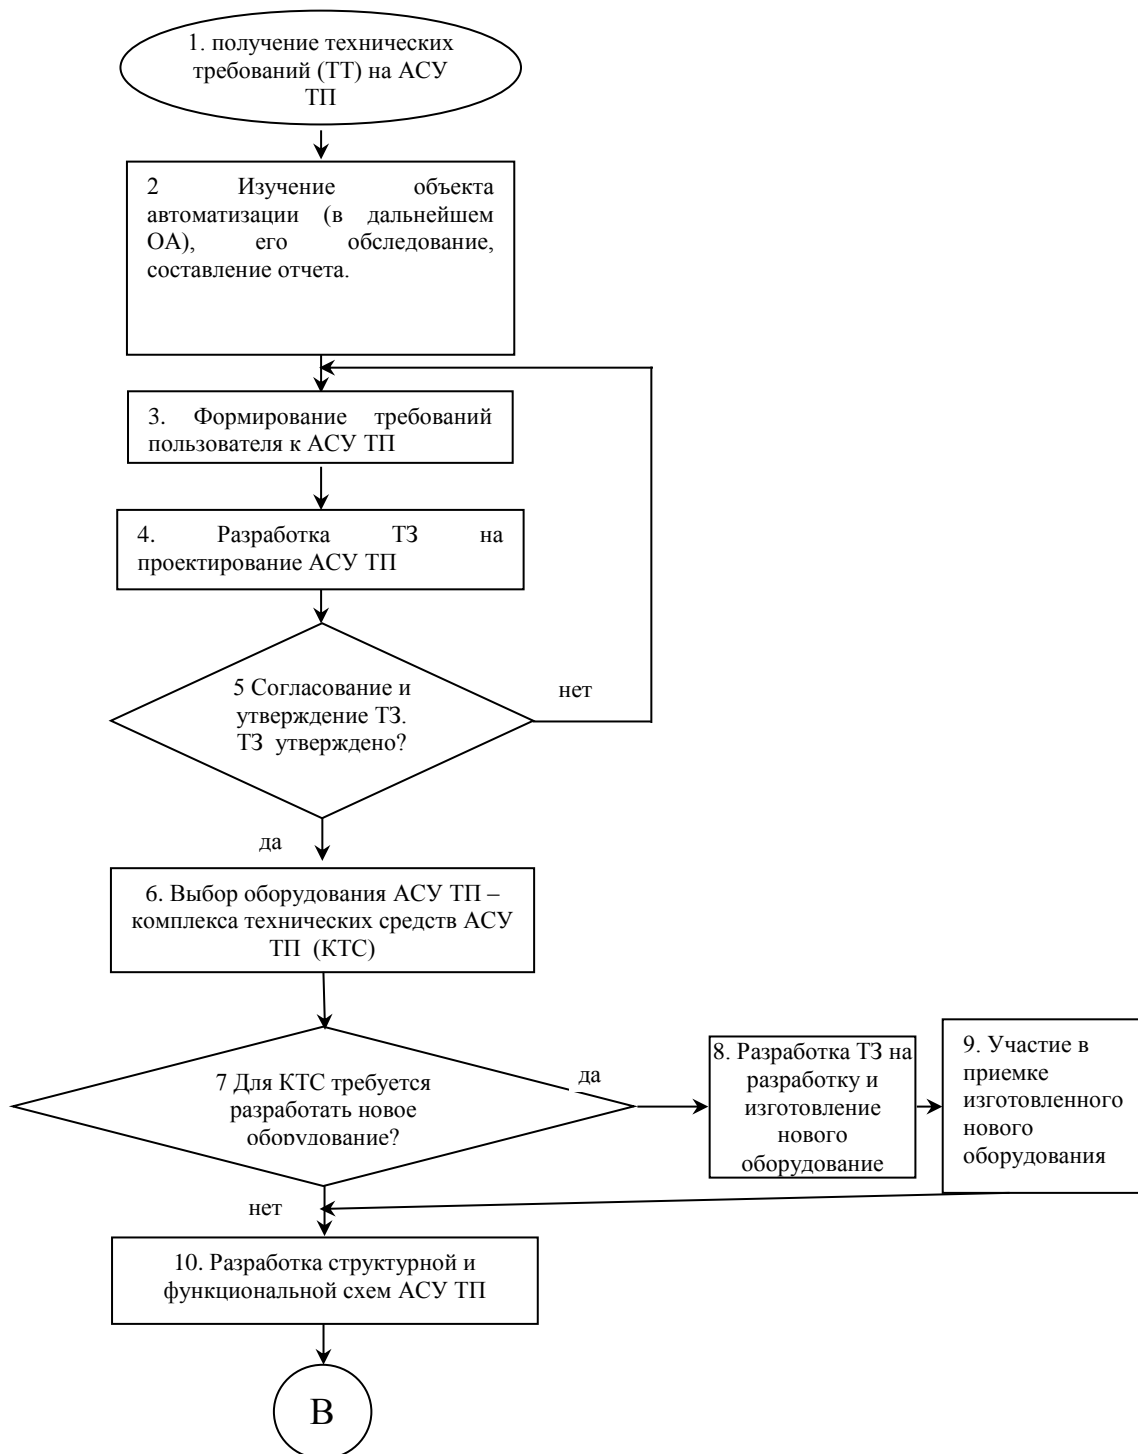 1. получение технических
требований (ТТ) на АСУ
ТП
2 Изучение объекта
автоматизации (в дальнейшем
ОА), его обследование,
составление отчета.
3. Формирование требований
пользователя к АСУ ТП
4. Разработка ТЗ на
проектирование АСУ ТП
5 Согласование и
утверждение ТЗ.
ТЗ утверждено?
нет
да
6. Выбор оборудования АСУ ТП –
комплекса технических средств АСУ
ТП (КТС)
7 Для КТС требуется
разработать новое
оборудование?
да
8. Разработка ТЗ на
разработку и
изготовление
нового
оборудование
9. Участие в
приемке
изготовленного
нового
оборудования
нет
10. Разработка структурной и
функциональной схем АСУ ТП
В